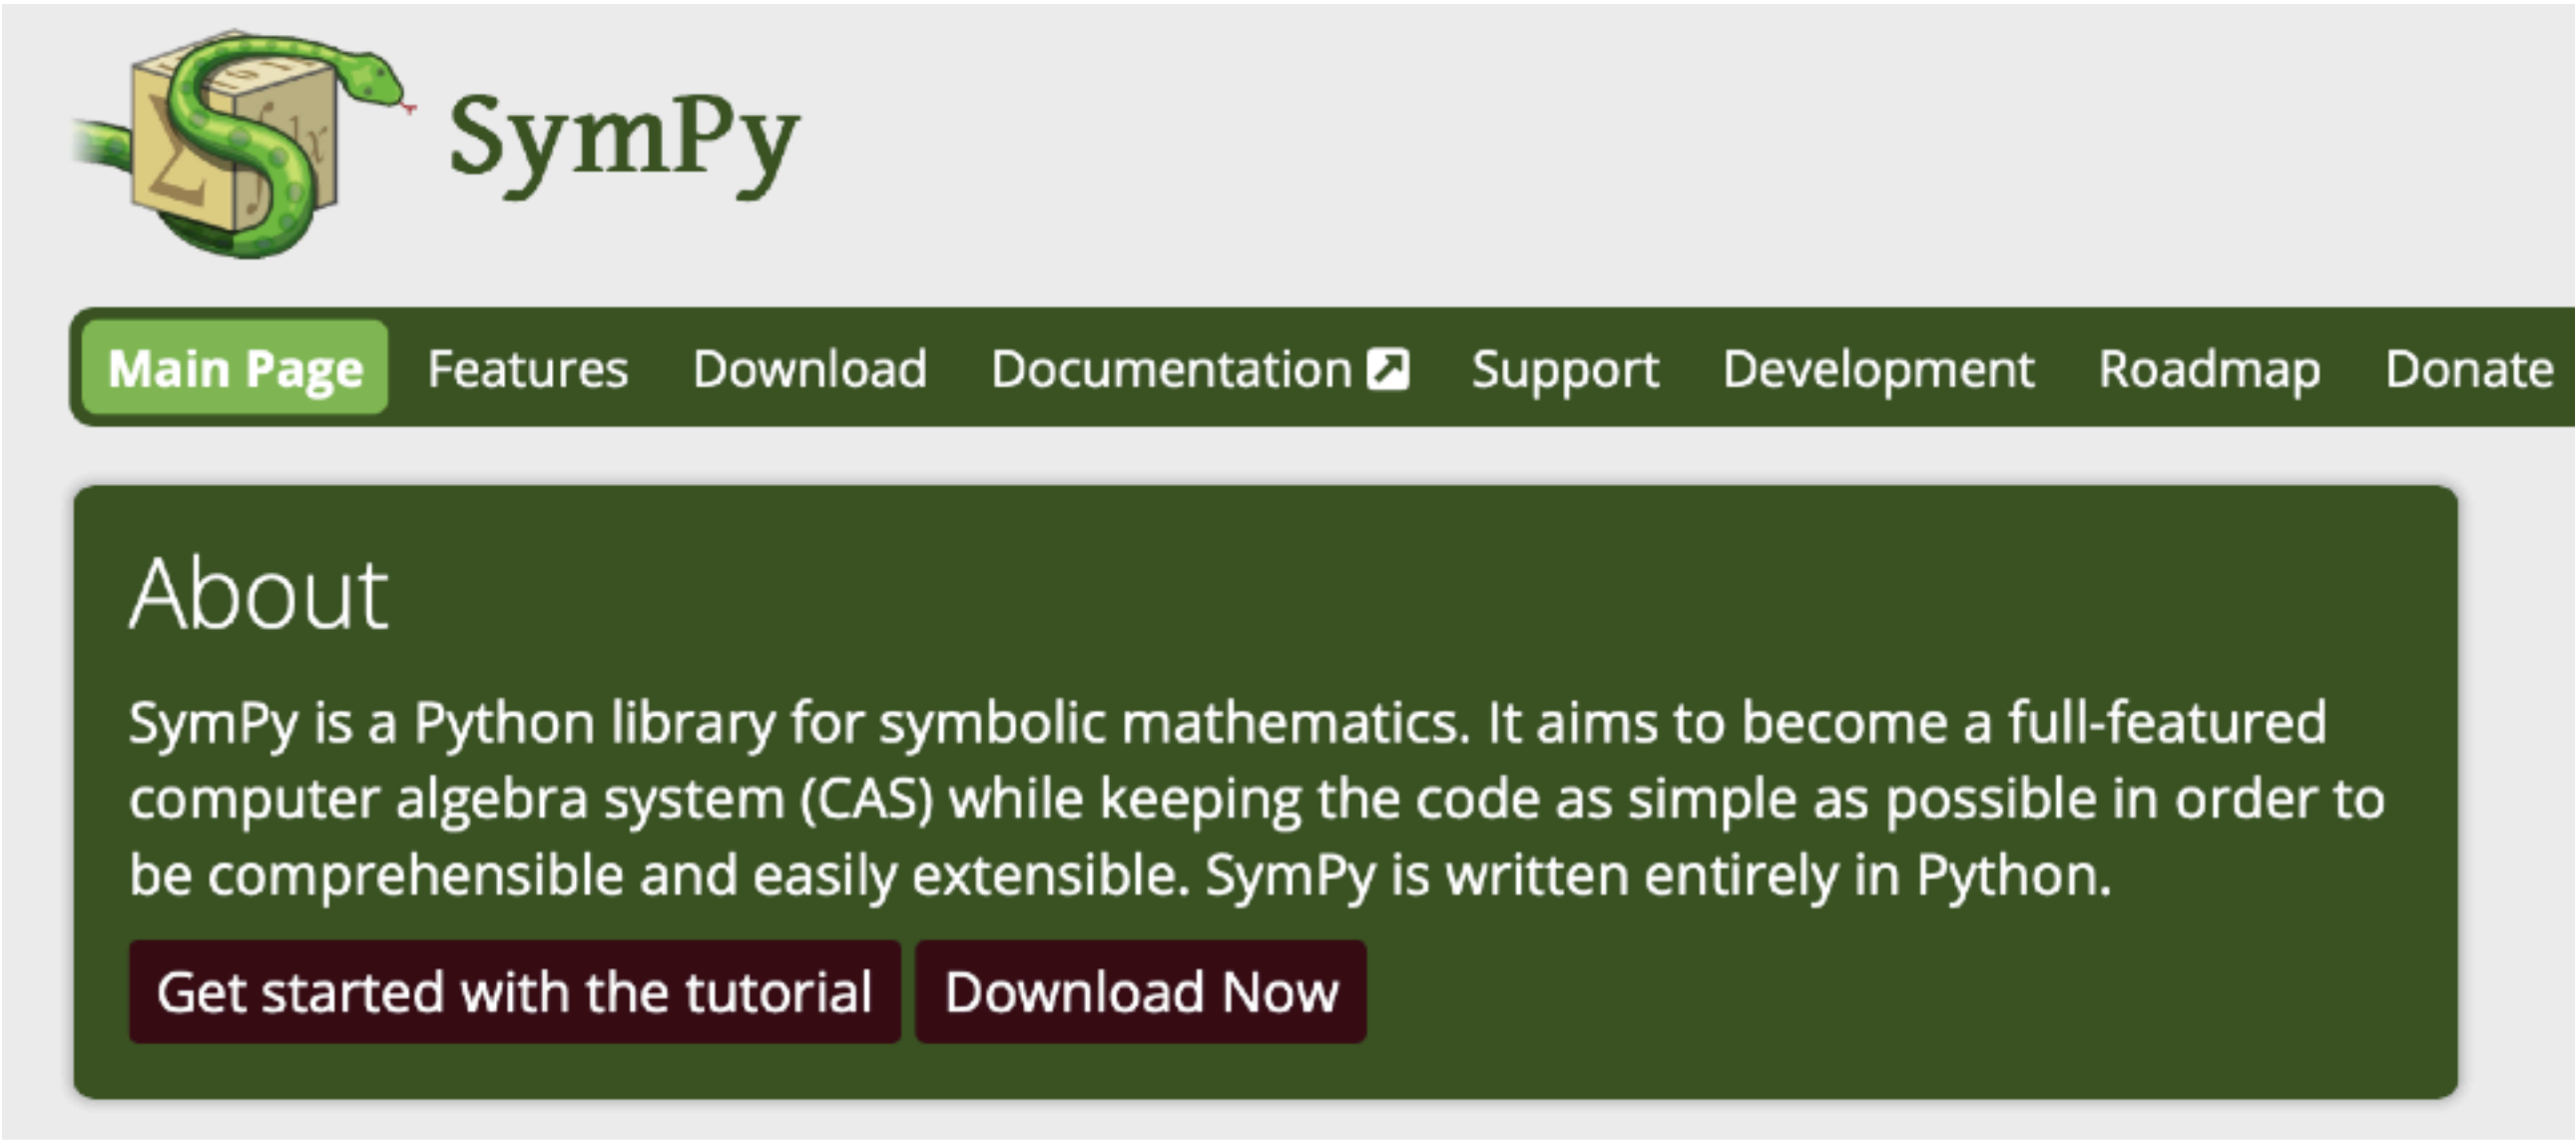 SymPy
Main Page Features Download Documentation Support Development Roadmap Donate
About
SymPy is a Python library for symbolic mathematics. It aims to become a full-featured
computer algebra system (CAS) while keeping the code as simple as possible in order to
be comprehensible and easily extensible. SymPy is written entirely in Python.
Get started with the tutorial Download Now